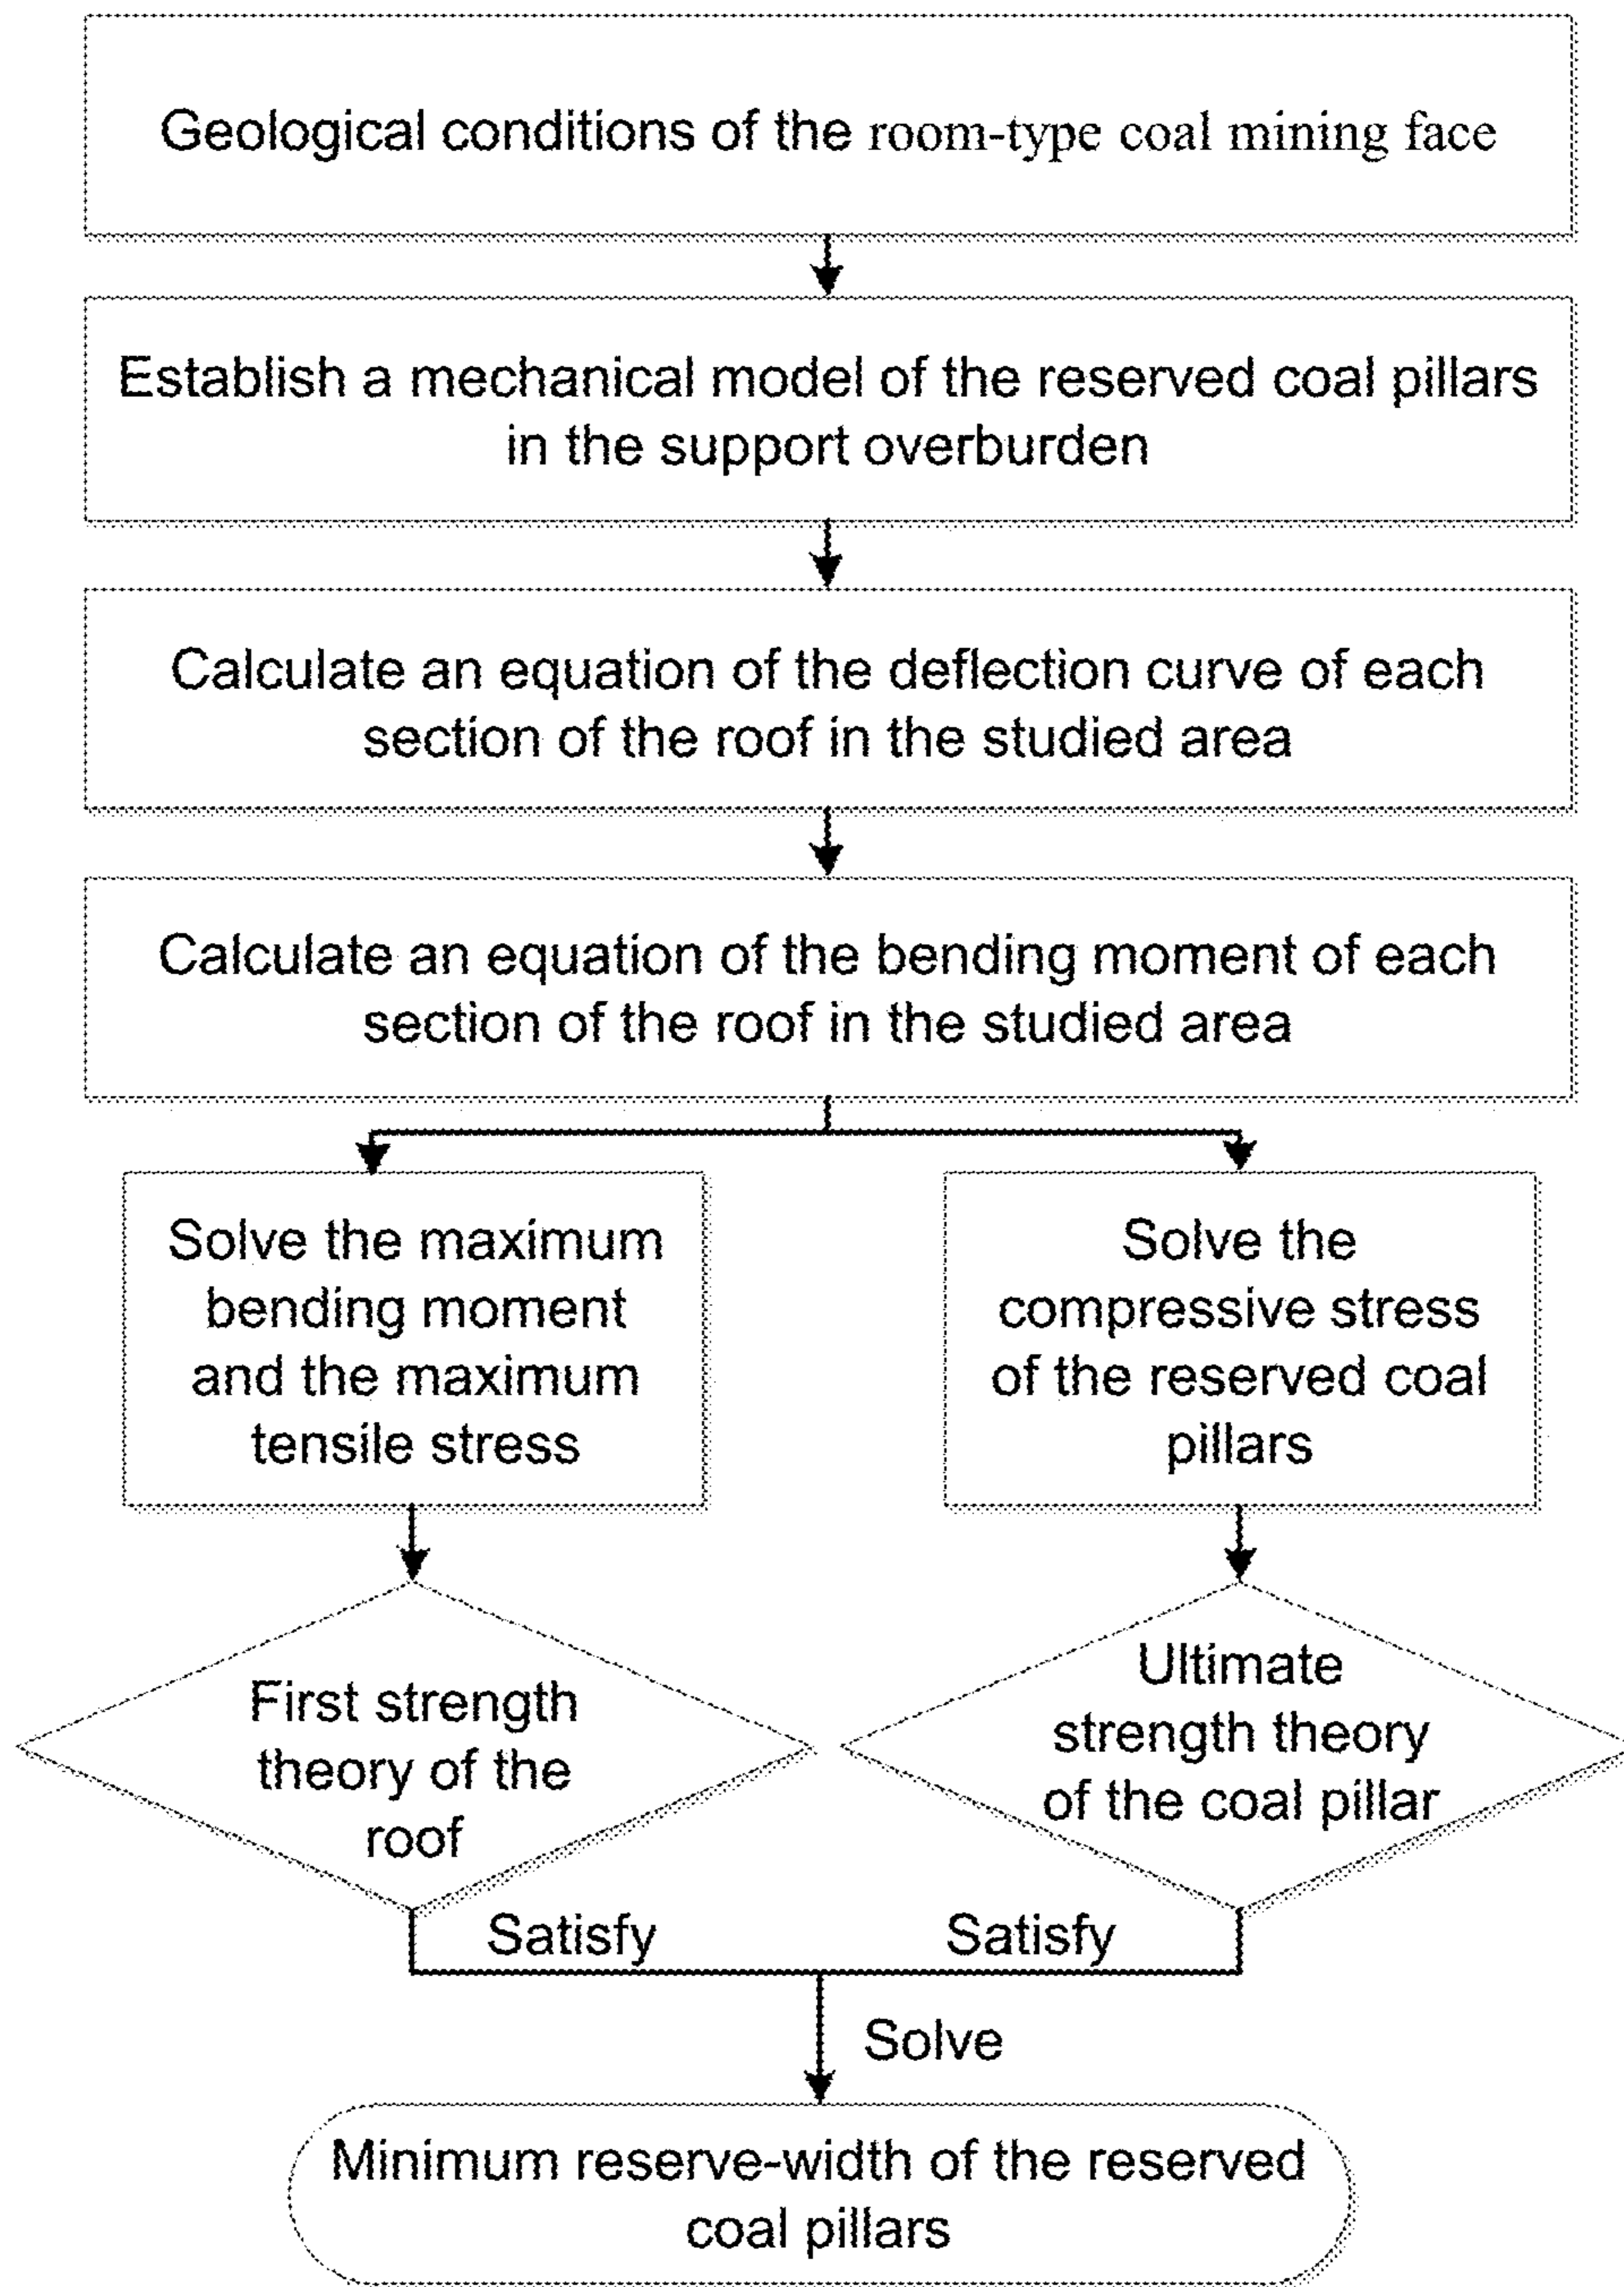 Geological conditions of the room-type coal mining face
Establish a mechanical model of the reserved coal pillars
in the support overburden
Calculate an equation of the deflection curve of each
section of the roof in the studied area
Calculate an equation of the bending moment of each
section of the roof in the studied area
Solve the maximum
bending moment
and the maximum
tensile stress
Solve the
compressive stress
of the reserved coal
pillars
First strength
theory of the
roof
Ultimate
strength theory
of the coal pillar
Satisfy
Satisfy
Solve
Minimum reserve-width of the reserved
coal pillars